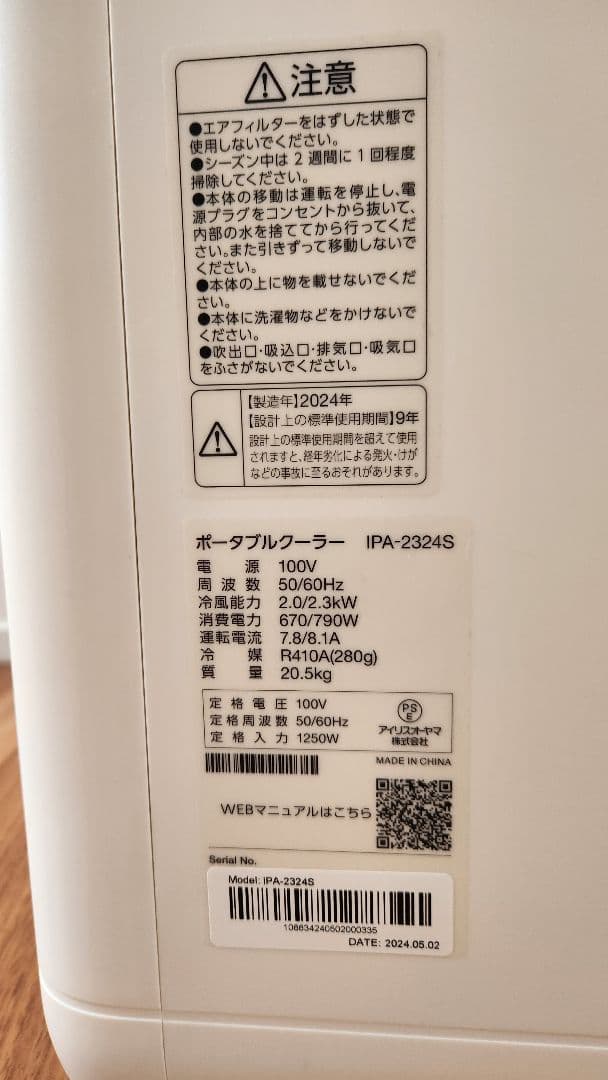 注意
●エアフィルターをはずした状態で
使用しないでください。
●シーズン中は2週間に1回程度
掃除してください。
●本体の移動は運転を停止し、電
源プラグをコンセントから抜いて、
内部の水を捨ててから行ってくだ
さい。また引きずって移動しないで
ください。
●本体の上に物を載せないでくだ
さい。
●本体に洗濯物などをかけないで
ください。
●吹出口・吸込口・排気口・吸気口
をふさがないでください。
【製造年】2024年
【設計上の標準使用期間】9年
設計上の標準使用期間を超えて使用
されますと、経年劣化による発火・けが
などの事故に至るおそれがあります。
ポータブルクーラー IPA-2324S
電源 100V
周波数 50/60Hz
冷風能力 2.0/2.3kW
消費電力 670/790W
運転電流 7.8/8.1A
冷媒 R410A(280g)
質量 20.5kg
定格電圧 100V
定格周波数 50/60Hz
定格入力 1250W
PS
E
アイリスオーヤマ
株式会社
MADE IN CHINA
WEBマニュアルはこちら
Serial No.
Model: IPA-2324S
106634240502000335
DATE: 2024.05.02